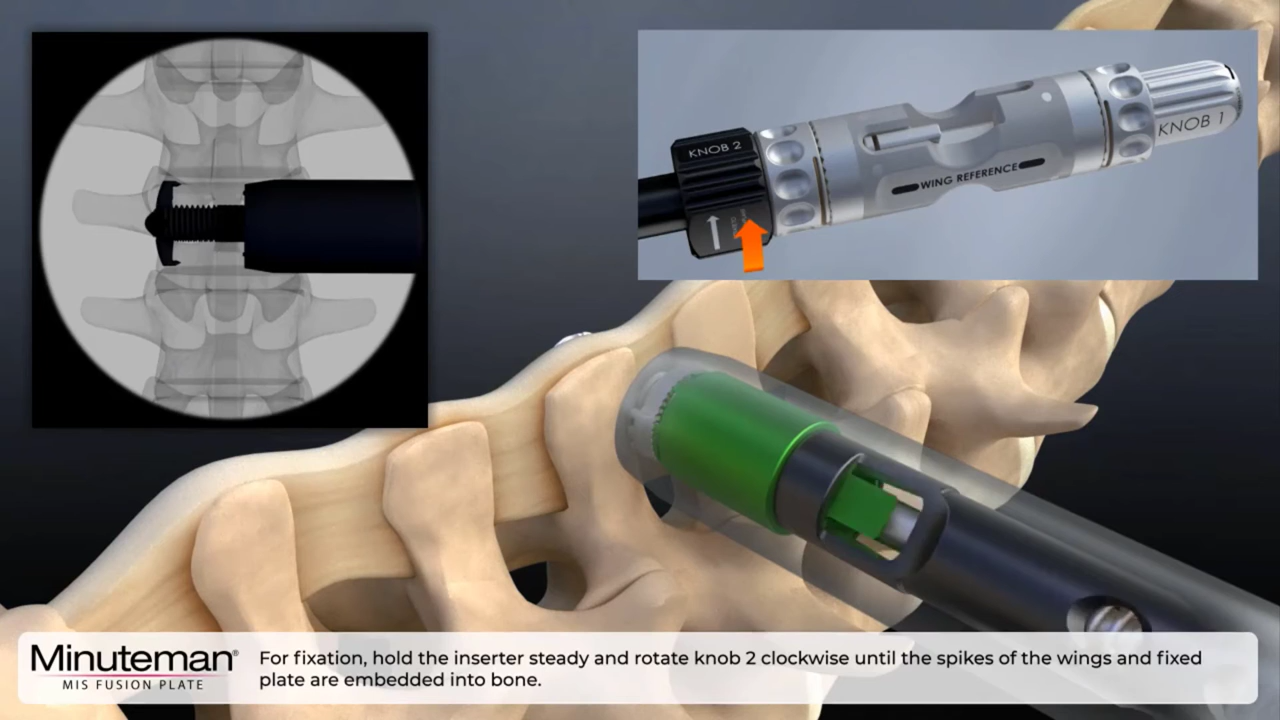 KNOB 2
WING REFERENCE
KNOB 1
Minuteman®
MIS FUSION PLATE
For fixation, hold the inserter steady and rotate knob 2 clockwise until the spikes of the wings and fixed
plate are embedded into bone.